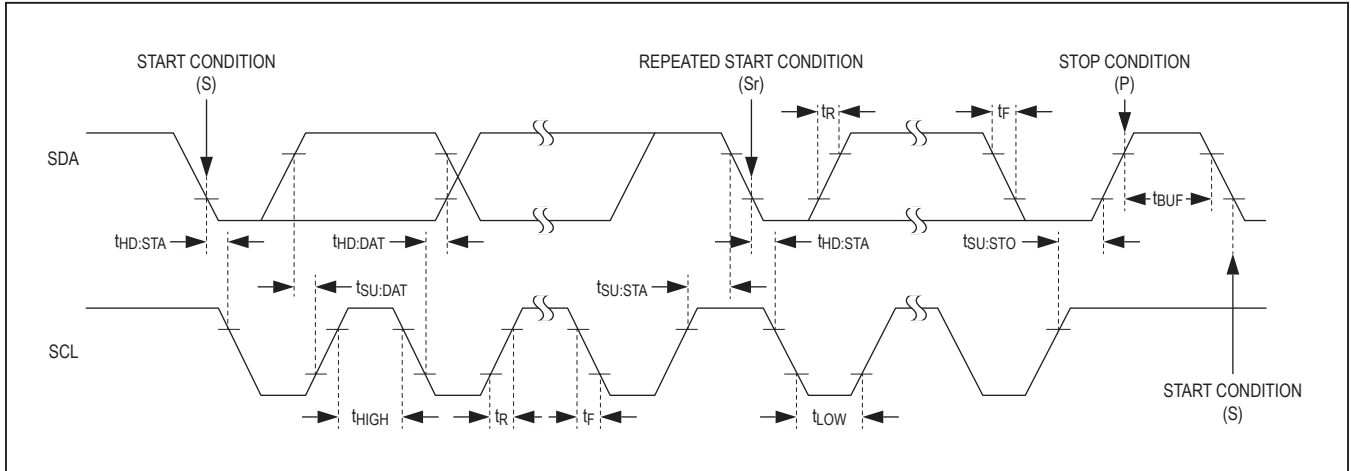 START CONDITION
(S)
REPEATED START CONDITION
(Sr)
STOP CONDITION
(P)
tR
tF
SDA
tBUF
tHD:STA
tHD:DAT
tHD:STA
tSU:STO
tSU:DAT
tSU:STA
SCL
tHIGH
tR
tF
tLOW
START CONDITION
(S)